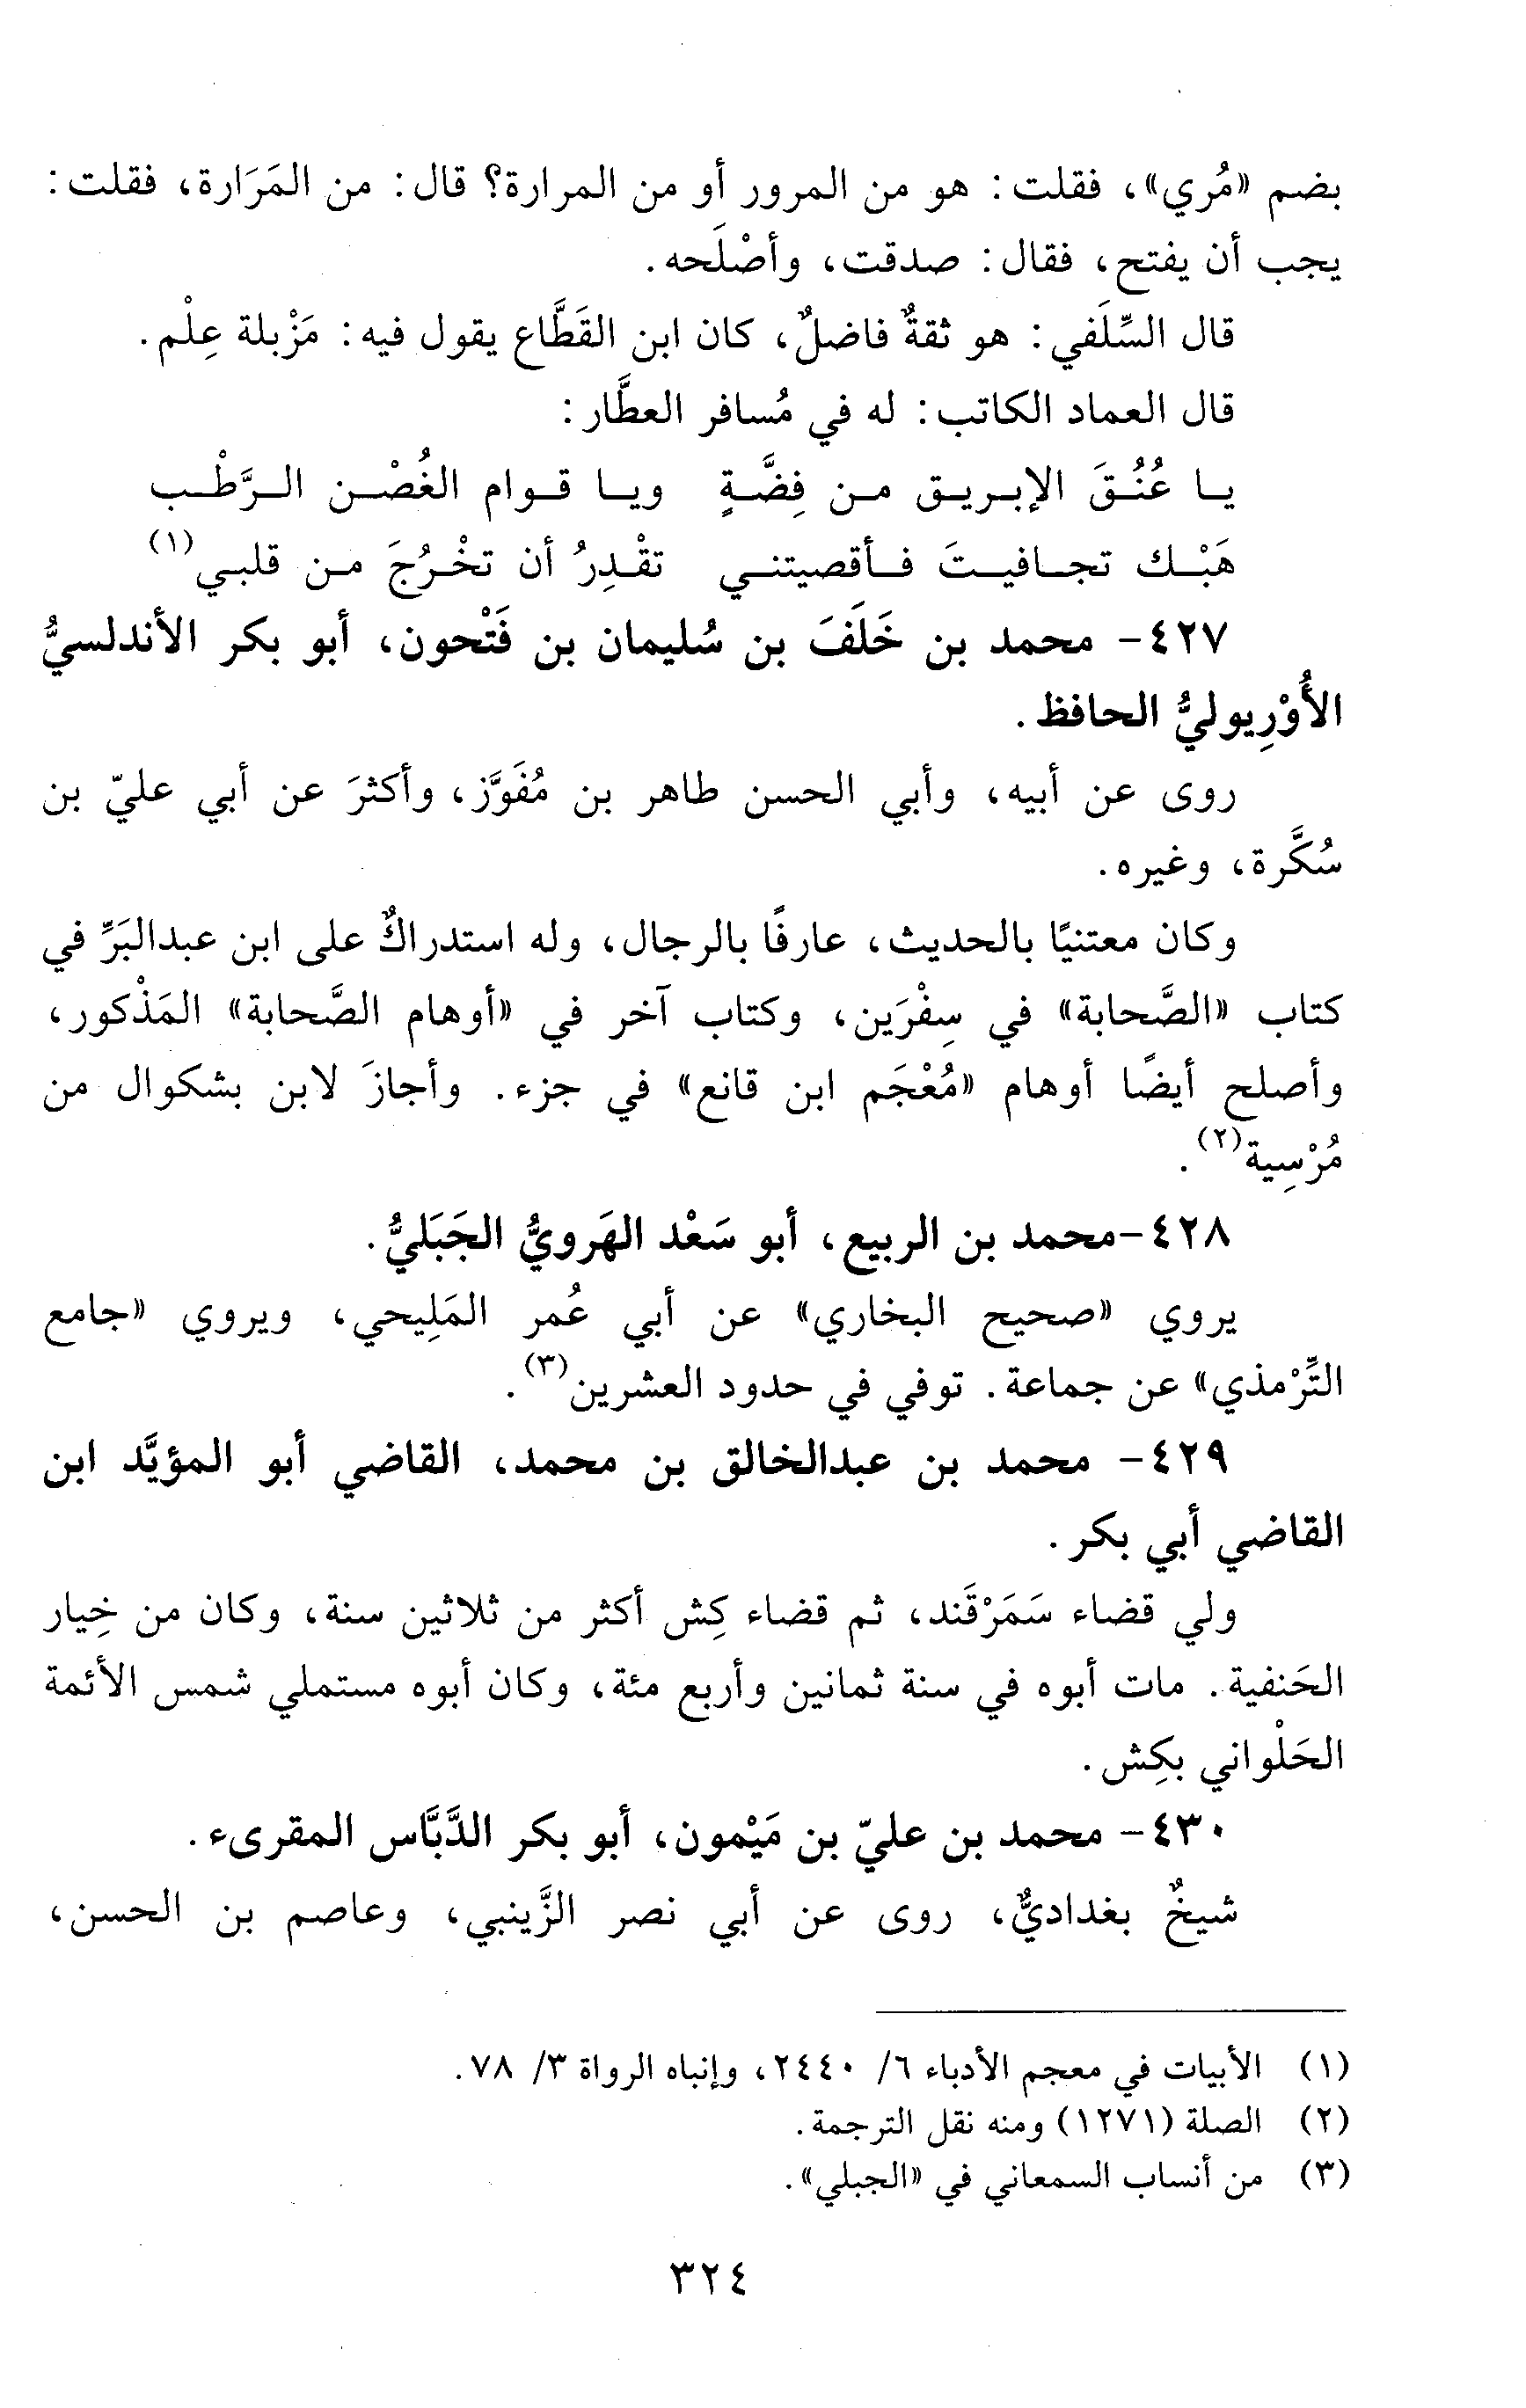 بضم «مُري»، فقلت: هو من المرور أو من المرارة؟ قال: من المَرَارة، فقلت:
يجب أن يفتح، فقال: صدقت، وأصْلَحه.
قال السِّلَفي: هو ثقةٌ فاضلٌ، كان ابن القَطَّاع يقول فيه: مَزْبلة عِلْم.
قال العماد الكاتب: له في مُسافر العطَّار:
يا عُنُقَ الإبريق من فِضَّةٍ ويا قوام الغُصْن الرَّطْب
هَبْك تجافيتَ فأقصيتني تقْدِرُ أن تخْرُجَ من قلبي(١)
٤٢٧- محمد بن خَلَفَ بن سُليمان بن فَتْحون، أبو بكر الأندلسيُّ
الأُوْرِيوليُّ الحافظ.
روى عن أبيه، وأبي الحسن طاهر بن مُفَوَّز، وأكثرَ عن أبي عليّ بن
سُكَّرة، وغيره.
وكان معتنيًا بالحديث، عارفًا بالرجال، وله استدراكٌ على ابن عبدالبَرِّ في
كتاب «الصَّحابة» في سِفْرَين، وكتاب آخر في «أوهام الصَّحابة» المَذْكور،
وأصلح أيضًا أوهام «مُعْجَم ابن قانع» في جزء. وأجازَ لابن بشكوال من
مُرْسِية(٢).
٤٢٨-محمد بن الربيع، أبو سَعْد الهَرويُّ الجَبَليُّ.
يروي «صحيح البخاري» عن أبي عُمر المَلِيحي، ويروي «جامع
التِّرْمذي» عن جماعة. توفي في حدود العشرين(٣).
٤٢٩- محمد بن عبدالخالق بن محمد، القاضي أبو المؤيَّد ابن
القاضي أبي بكر.
ولي قضاء سَمَرْقَند، ثم قضاء كِش أكثر من ثلاثين سنة، وكان من خِيار
الحَنفية. مات أبوه في سنة ثمانين وأربع مئة، وكان أبوه مستملي شمس الأئمة
الحَلْواني بكِش.
٤٣٠- محمد بن عليّ بن مَيْمون، أبو بكر الدَّبَّاس المقرىء.
شيخٌ بغداديٌّ، روى عن أبي نصر الزَّينبي، وعاصم بن الحسن،
(١) الأبيات في معجم الأدباء ٦/ ٢٤٤٠، وإنباه الرواة ٣/ ٧٨.
(٢) الصلة (١٢٧١) ومنه نقل الترجمة.
(٣) من أنساب السمعاني في «الجبلي».
٣٢٤